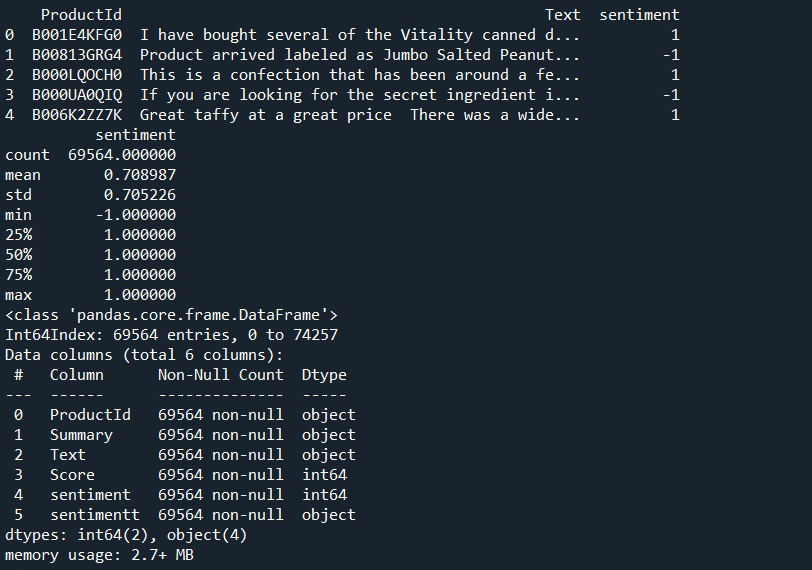 ProductId Text sentiment
0 B001E4KFG0 I have bought several of the Vitality canned d... 1
1 B00813GRG4 Product arrived labeled as Jumbo Salted Peanut... -1
2 B000LQOCH0 This is a confection that has been around a fe... 1
3 B000UA0QIQ If you are looking for the secret ingredient i... -1
4 B006K2ZZ7K Great taffy at a great price There was a wide... 1
sentiment
count 69564.000000
mean 0.708987
std 0.705226
min -1.000000
25% 1.000000
50% 1.000000
75% 1.000000
max 1.000000
<class 'pandas.core.frame.DataFrame'>
Int64Index: 69564 entries, 0 to 74257
Data columns (total 6 columns):
# Column Non-Null Count Dtype
--- ------ -------------- -----
0 ProductId 69564 non-null object
1 Summary 69564 non-null object
2 Text 69564 non-null object
3 Score 69564 non-null int64
4 sentiment 69564 non-null int64
5 sentimentt 69564 non-null object
dtypes: int64(2), object(4)
memory usage: 2.7+ MB